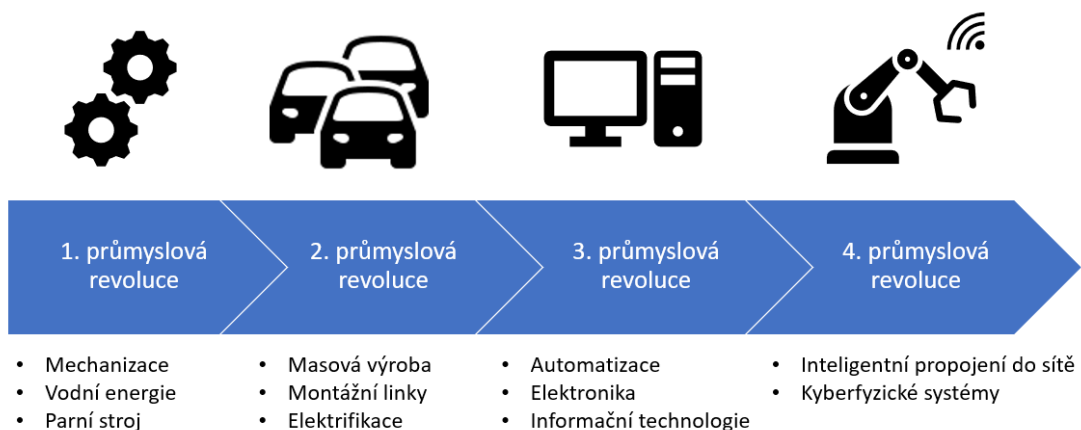 1. průmyslová
revoluce
2. průmyslová
revoluce
3. průmyslová
revoluce
4. průmyslová
revoluce
• Mechanizace
• Vodní energie
• Parní stroj
• Masová výroba
• Montážní linky
• Elektrifikace
• Automatizace
• Elektronika
• Informační technologie
• Inteligentní propojení do sítě
• Kyberfyzické systémy